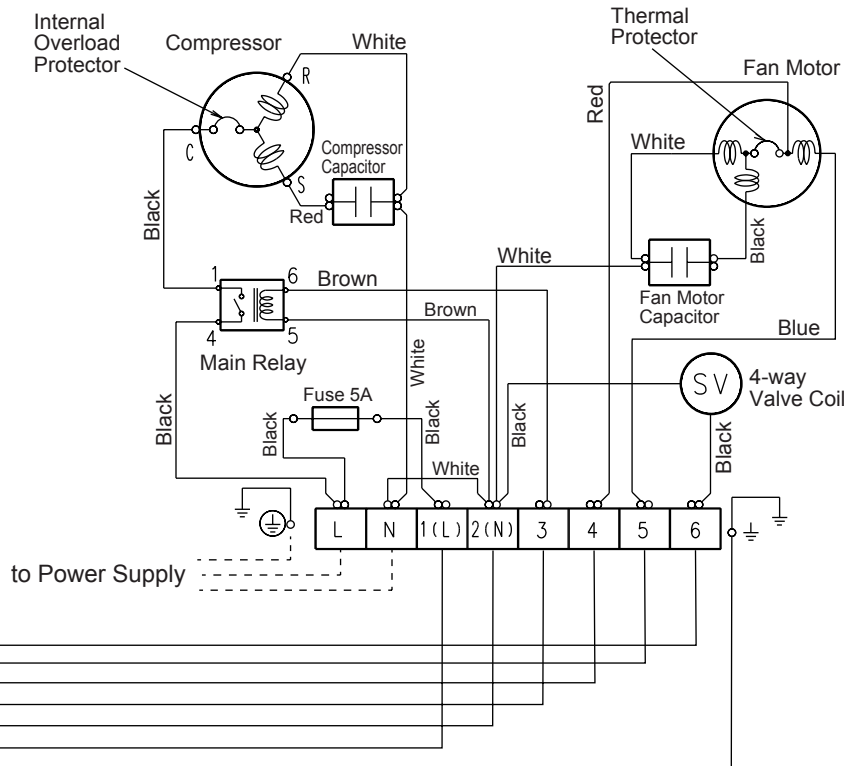 Internal
Overload
Protector
Compressor
White
Thermal
Protector
Fan Motor
R
C
S
Compressor
Capacitor
Red
Red
White
Black
Black
White
Fan Motor
Capacitor
1
6
Brown
4
5
Brown
Main Relay
Blue
White
SV
4-way
Valve Coil
Black
Fuse 5A
Black
Black
Black
Black
White
L
N
1(L)
2(N)
3
4
5
6
to Power Supply